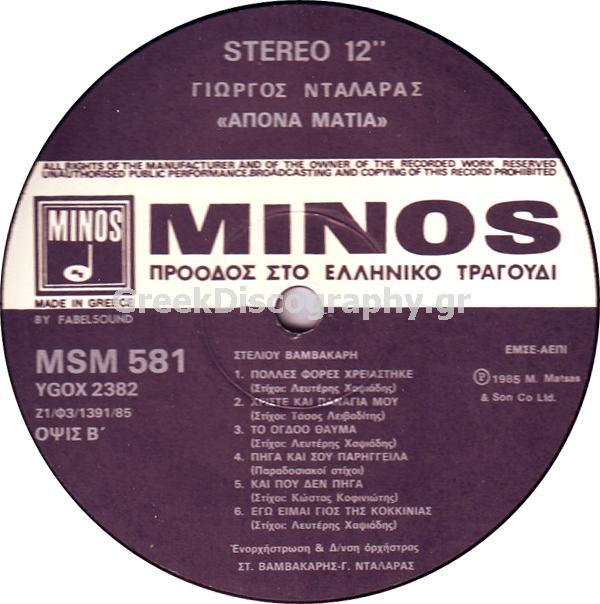 STEREO 12"
ΓΙΩΡΓΟΣ ΝΤΑΛΑΡΑΣ
«ΑΠΟΝΑ ΜΑΤΙΑ»
ALL RIGHTS OF THE MANUFACTURER AND OF THE OWNER OF THE RECORDED WORK RESERVED
UNAUTHORISED PUBLIC PERFORMANCE.BROADCASTING AND COPYING OF THIS RECORD PROHIBITED
MINOS
MINOS
ΠΡΟΟΔΟΣ ΣΤΟ ΕΛΛΗΝΙΚΟ ΤΡΑΓΟΥΔΙ
MADE IN GREECE
GreekDiscography.gr
BY FABELSOUND
MSM 581
YGOX 2382
Ζ1/Φ3/1391/85
ΟΨΙΣ Β΄
ΣΤΕΛΙΟΥ ΒΑΜΒΑΚΑΡΗ
1. ΠΟΛΛΕΣ ΦΟΡΕΣ ΧΡΕΙΑΣΤΗΚΕ
(Στίχοι: Λευτέρης Χαψιάδης)
2. ΧΡΙΣΤΕ ΚΑΙ ΠΑΝΑΓΙΑ ΜΟΥ
(Στίχοι: Τάσος Λειβαδίτης)
3. ΤΟ ΟΓΔΟΟ ΘΑΥΜΑ
(Στίχοι: Λευτέρης Χαψιάδης)
4. ΠΗΓΑ ΚΑΙ ΣΟΥ ΠΑΡΗΓΓΕΙΛΑ
(Παραδοσιακοί στίχοι)
5. ΚΑΙ ΠΟΥ ΔΕΝ ΠΗΓΑ
(Στίχοι: Κώστας Κοφινιώτης)
6. ΕΓΩ ΕΙΜΑΙ ΓΙΟΣ ΤΗΣ ΚΟΚΚΙΝΙΑΣ
(Στίχοι: Λευτέρης Χαψιάδης)
Ἐνορχήστρωση & Δ/νση ὀρχήστρας
ΣΤ. ΒΑΜΒΑΚΑΡΗΣ-Γ. ΝΤΑΛΑΡΑΣ
ΕΜΣΕ-ΑΕΠΙ
Ⓟ 1985 M. Matsas
& Son Co Ltd.